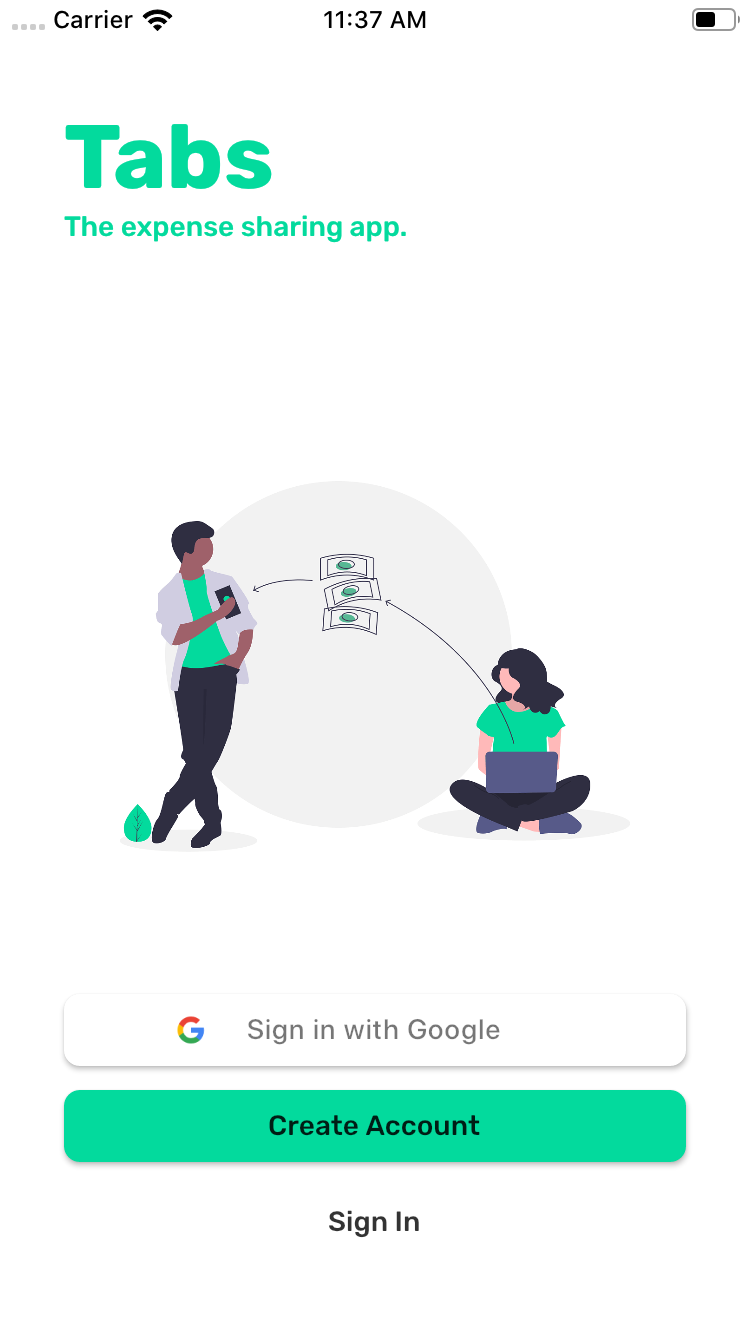 Carrier 11:37 AM
Tabs
The expense sharing app.
Sign in with Google
Create Account
Sign In